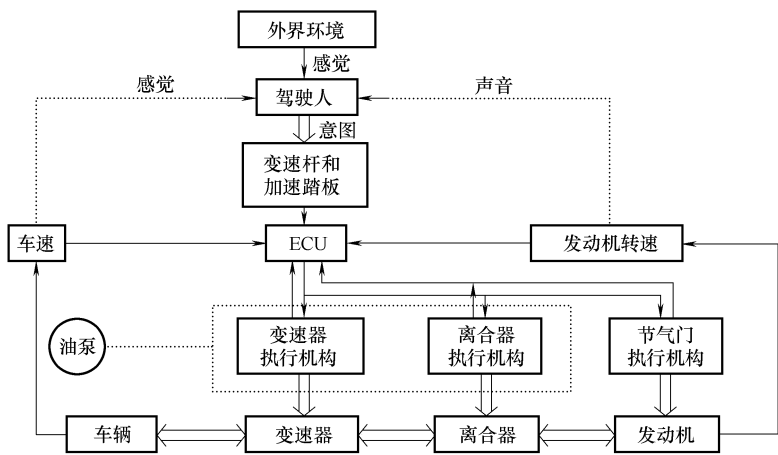 外界环境
感觉
感觉
驾驶人
声音
意图
变速杆和
加速踏板
车速
ECU
发动机转速
油泵
变速器
执行机构
离合器
执行机构
节气门
执行机构
车辆
变速器
离合器
发动机